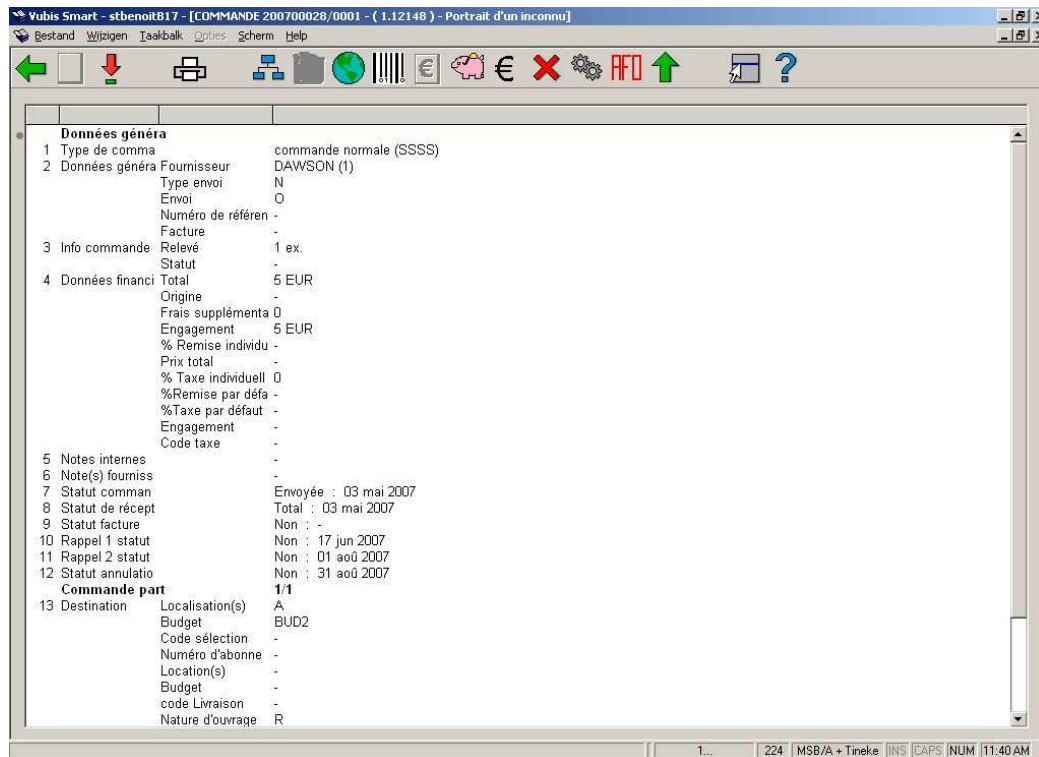 Vubis Smart - stbenoitB17 - [COMMANDE 200700028/0001 - ( 1.12148 ) - Portrait d'un inconnu]
Bestand Wijzigen Taakbalk Opties Scherm Help
€ € AFO ?
Données généra
1 Type de comma commande normale (SSSS)
2 Données généra Fournisseur DAWSON (1)
Type envoi N
Envoi O
Numéro de référen -
Facture -
3 Info commande Relevé 1 ex.
Statut -
4 Données financi Total 5 EUR
Origine -
Frais supplémenta 0
Engagement 5 EUR
% Remise individu -
Prix total -
% Taxe individuell 0
%Remise par défa -
%Taxe par défaut -
Engagement -
Code taxe -
5 Notes internes -
6 Note(s) fourniss -
7 Statut comman Envoyée : 03 mai 2007
8 Statut de récept Total : 03 mai 2007
9 Statut facture Non : -
10 Rappel 1 statut Non : 17 jun 2007
11 Rappel 2 statut Non : 01 aoû 2007
12 Statut annulatio Non : 31 aoû 2007
Commande part 1/1
13 Destination Localisation(s) A
Budget BUD2
Code sélection -
Numéro d'abonne -
Location(s) -
Budget -
code Livraison -
Nature d'ouvrage R
1... 224 MSB/A + Tineke INS CAPS NUM 11:40 AM